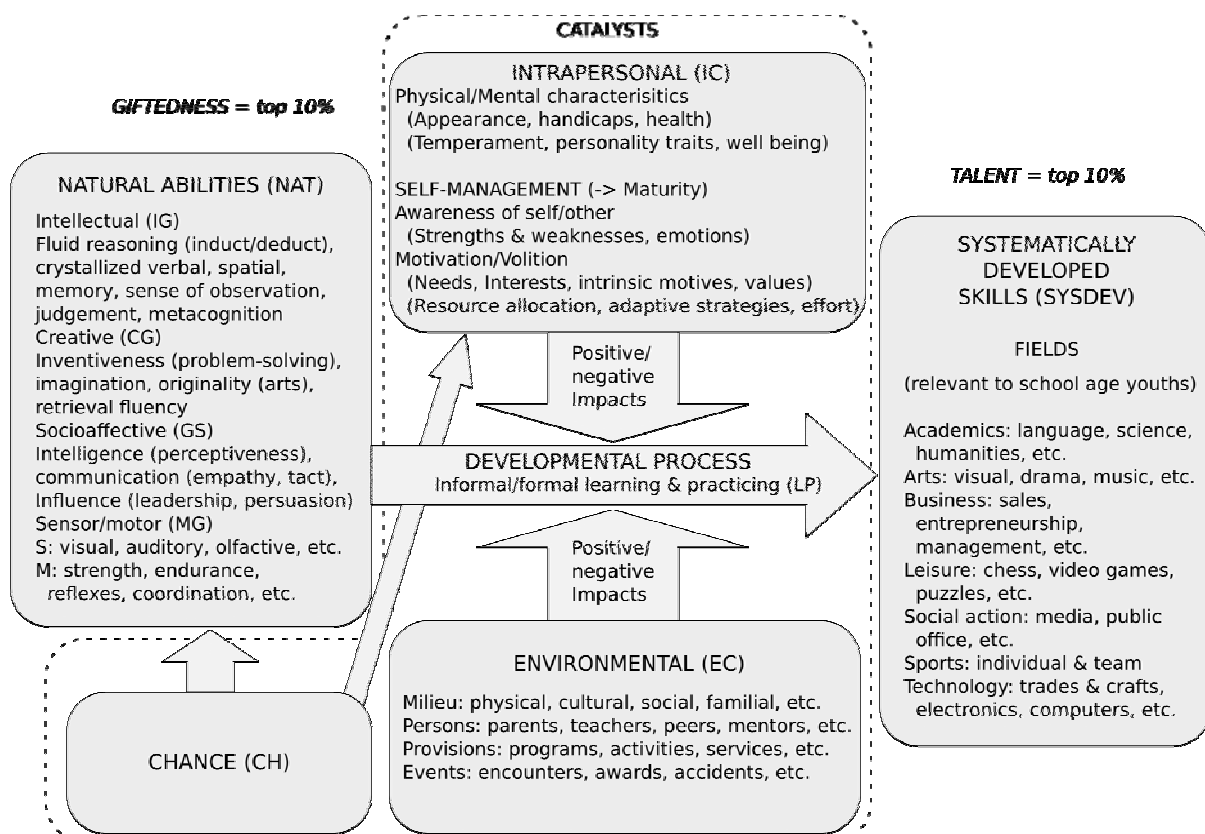 CATALYSTS
INTRAPERSONAL (IC)
Physical/Mental characterisitics
(Appearance, handicaps, health)
(Temperament, personality traits, well being)
SELF-MANAGEMENT (-> Maturity)
Awareness of self/other
(Strengths & weaknesses, emotions)
Motivation/Volition
(Needs, Interests, intrinsic motives, values)
(Resource allocation, adaptive strategies, effort)
GIFTEDNESS = top 10%
NATURAL ABILITIES (NAT)
Intellectual (IG)
Fluid reasoning (induct/deduct),
crystallized verbal, spatial,
memory, sense of observation,
judgement, metacognition
Creative (CG)
Inventiveness (problem-solving),
imagination, originality (arts),
retrieval fluency
Socioaffective (GS)
Intelligence (perceptiveness),
communication (empathy, tact),
Influence (leadership, persuasion)
Sensor/motor (MG)
S: visual, auditory, olfactive, etc.
M: strength, endurance,
reflexes, coordination, etc.
Positive/
negative
Impacts
DEVELOPMENTAL PROCESS
Informal/formal learning & practicing (LP)
Positive/
negative
Impacts
CHANCE (CH)
ENVIRONMENTAL (EC)
Milieu: physical, cultural, social, familial, etc.
Persons: parents, teachers, peers, mentors, etc.
Provisions: programs, activities, services, etc.
Events: encounters, awards, accidents, etc.
TALENT = top 10%
SYSTEMATICALLY
DEVELOPED
SKILLS (SYSDEV)
FIELDS
(relevant to school age youths)
Academics: language, science,
humanities, etc.
Arts: visual, drama, music, etc.
Business: sales,
entrepreneurship,
management, etc.
Leisure: chess, video games,
puzzles, etc.
Social action: media, public
office, etc.
Sports: individual & team
Technology: trades & crafts,
electronics, computers, etc.